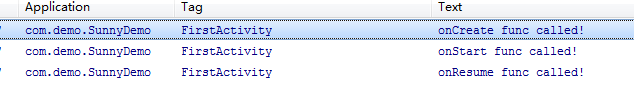 Application Tag Text
com.demo.SunnyDemo FirstActivity onCreate func called!
com.demo.SunnyDemo FirstActivity onStart func called!
com.demo.SunnyDemo FirstActivity onResume func called!